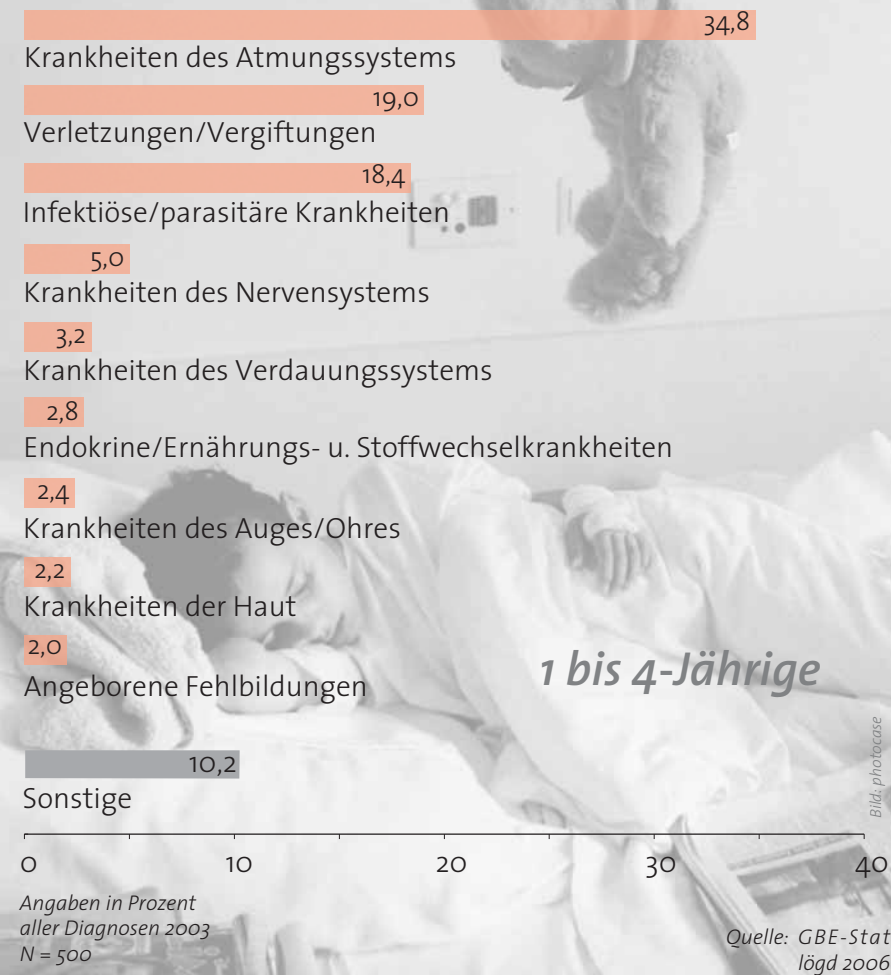 34,8
Krankheiten des Atmungssystems
19,0
Verletzungen/Vergiftungen
18,4
Infektiöse/parasitäre Krankheiten
5,0
Krankheiten des Nervensystems
3,2
Krankheiten des Verdauungssystems
2,8
Endokrine/Ernährungs- u. Stoffwechselkrankheiten
2,4
Krankheiten des Auges/Ohres
2,2
Krankheiten der Haut
2,0
Angeborene Fehlbildungen
1 bis 4-Jährige
10,2
Sonstige
Bild: photocase
0 10 20 30 40
Angaben in Prozent
aller Diagnosen 2003
N = 500
Quelle: GBE-Stat
lögd 2006